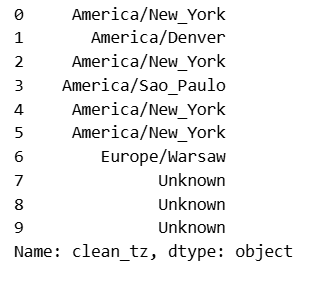 0 America/New_York
1 America/Denver
2 America/New_York
3 America/Sao_Paulo
4 America/New_York
5 America/New_York
6 Europe/Warsaw
7 Unknown
8 Unknown
9 Unknown
Name: clean_tz, dtype: object